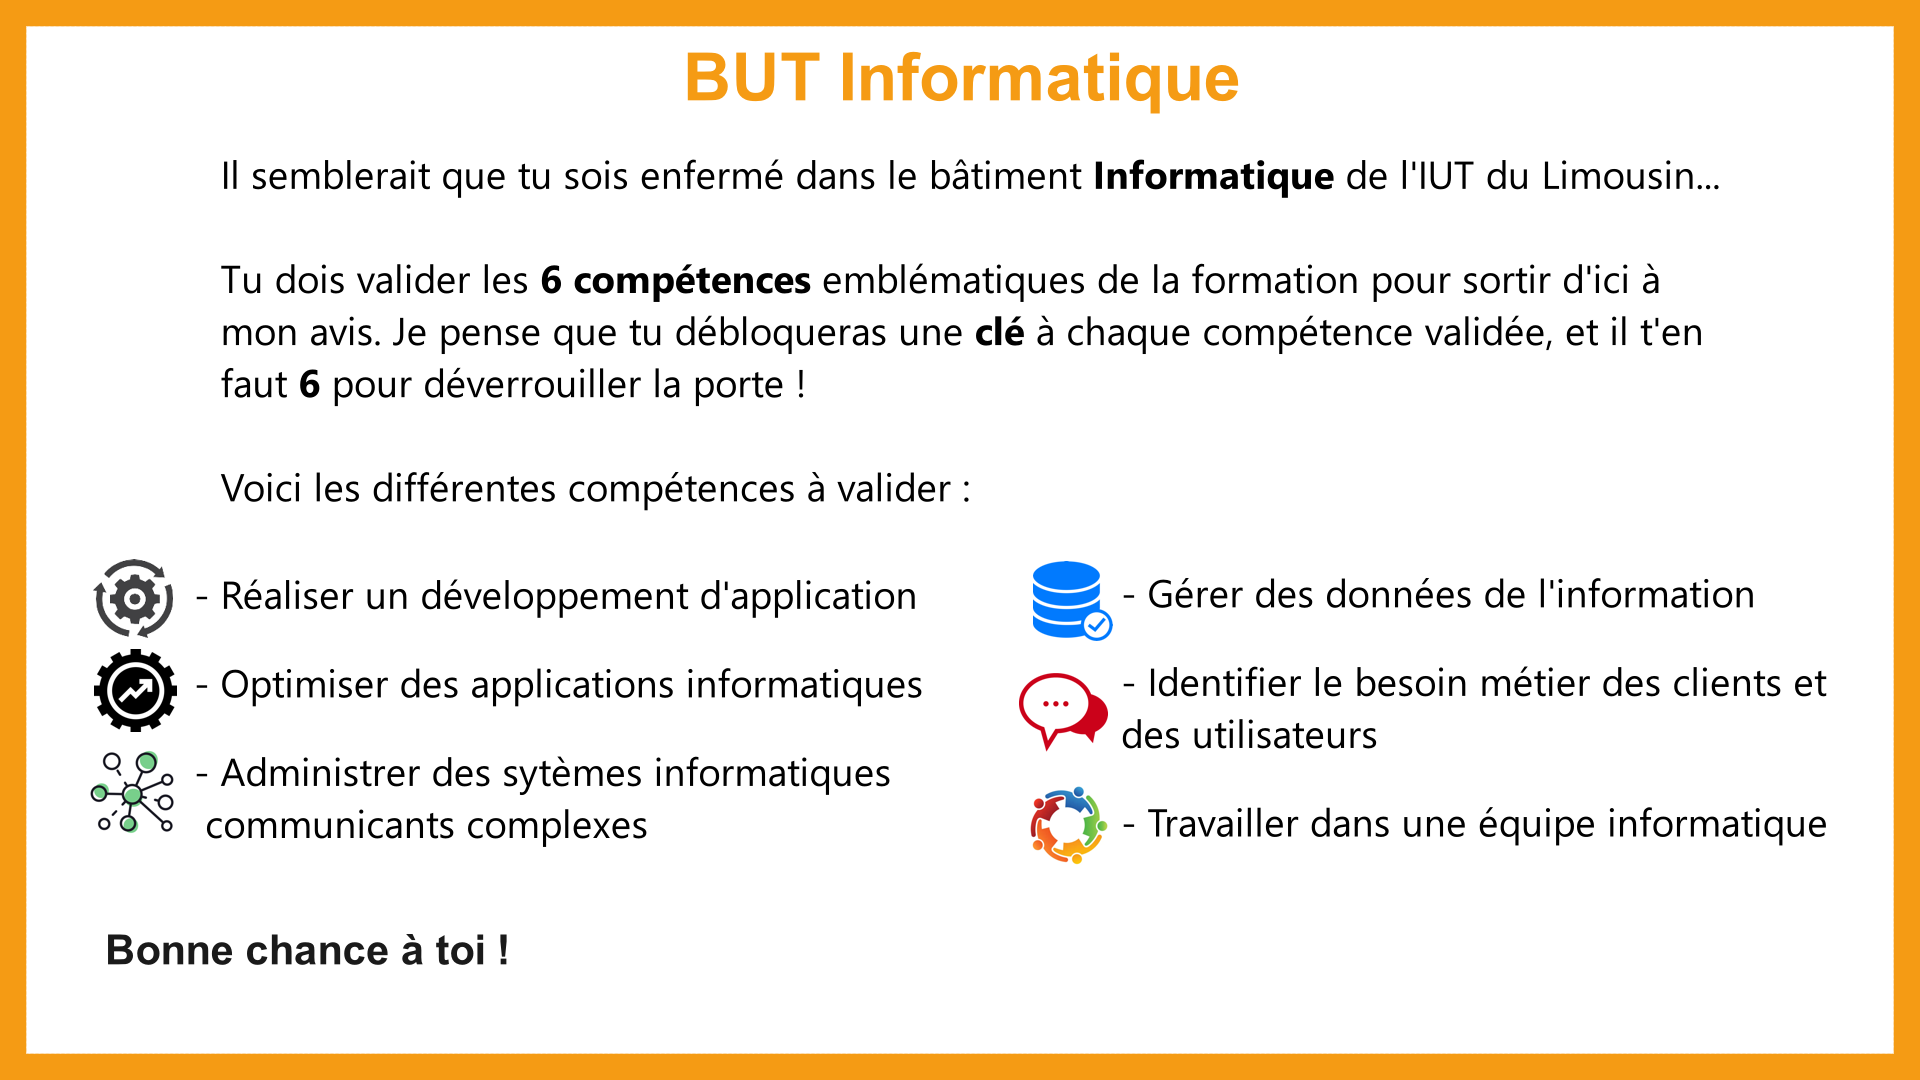 BUT Informatique
Il semblerait que tu sois enfermé dans le bâtiment Informatique de l'IUT du Limousin...
Tu dois valider les 6 compétences emblématiques de la formation pour sortir d'ici à
mon avis. Je pense que tu débloqueras une clé à chaque compétence validée, et il t'en
faut 6 pour déverrouiller la porte !
Voici les différentes compétences à valider :
- Réaliser un développement d'application
- Optimiser des applications informatiques
- Administrer des sytèmes informatiques
communicants complexes
- Gérer des données de l'information
- Identifier le besoin métier des clients et
des utilisateurs
- Travailler dans une équipe informatique
Bonne chance à toi !